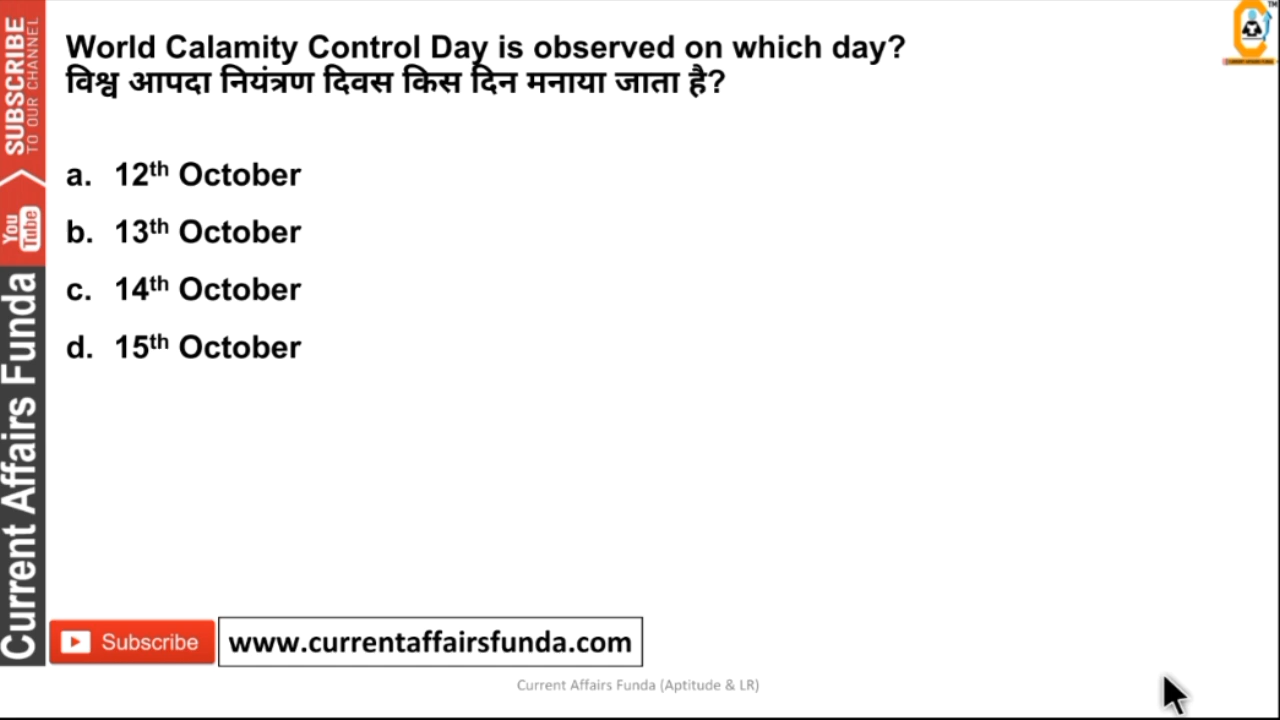 World Calamity Control Day is observed on which day?
विश्व आपदा नियंत्रण दिवस किस दिन मनाया जाता है?
a. 12th October
b. 13th October
c. 14th October
d. 15th October
SUBSCRIBE
TO OUR CHANNEL
You Tube
Current Affairs Funda
Subscribe
www.currentaffairsfunda.com
Current Affairs Funda (Aptitude & LR)
TM